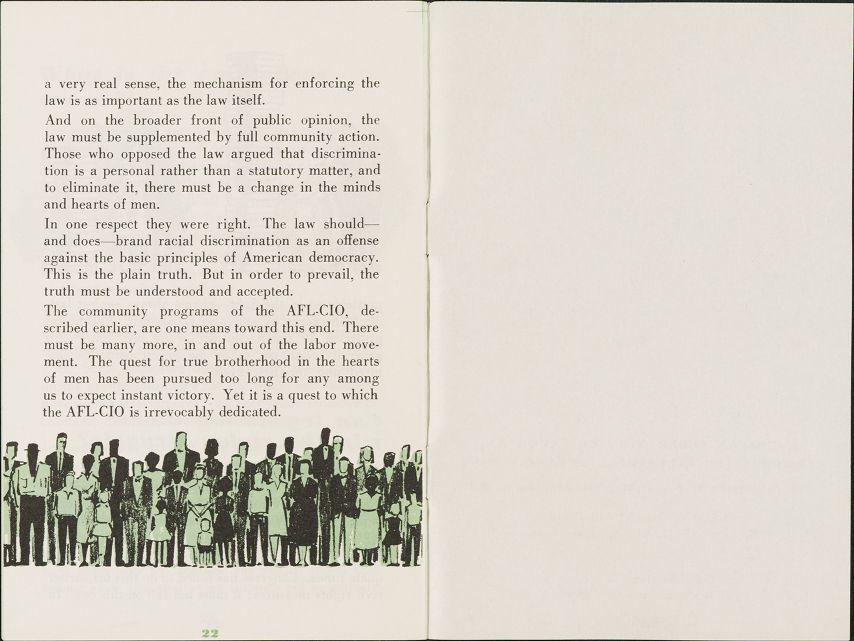 a very real sense, the mechanism for enforcing the
law is as important as the law itself.
And on the broader front of public opinion, the
law must be supplemented by full community action.
Those who opposed the law argued that discrimina-
tion is a personal rather than a statutory matter, and
to eliminate it, there must be a change in the minds
and hearts of men.
In one respect they were right. The law should—
and does—brand racial discrimination as an offense
against the basic principles of American democracy.
This is the plain truth. But in order to prevail, the
truth must be understood and accepted.
The community programs of the AFL-CIO, de-
scribed earlier, are one means toward this end. There
must be many more, in and out of the labor move-
ment. The quest for true brotherhood in the hearts
of men has been pursued too long for any among
us to expect instant victory. Yet it is a quest to which
the AFL-CIO is irrevocably dedicated.
22